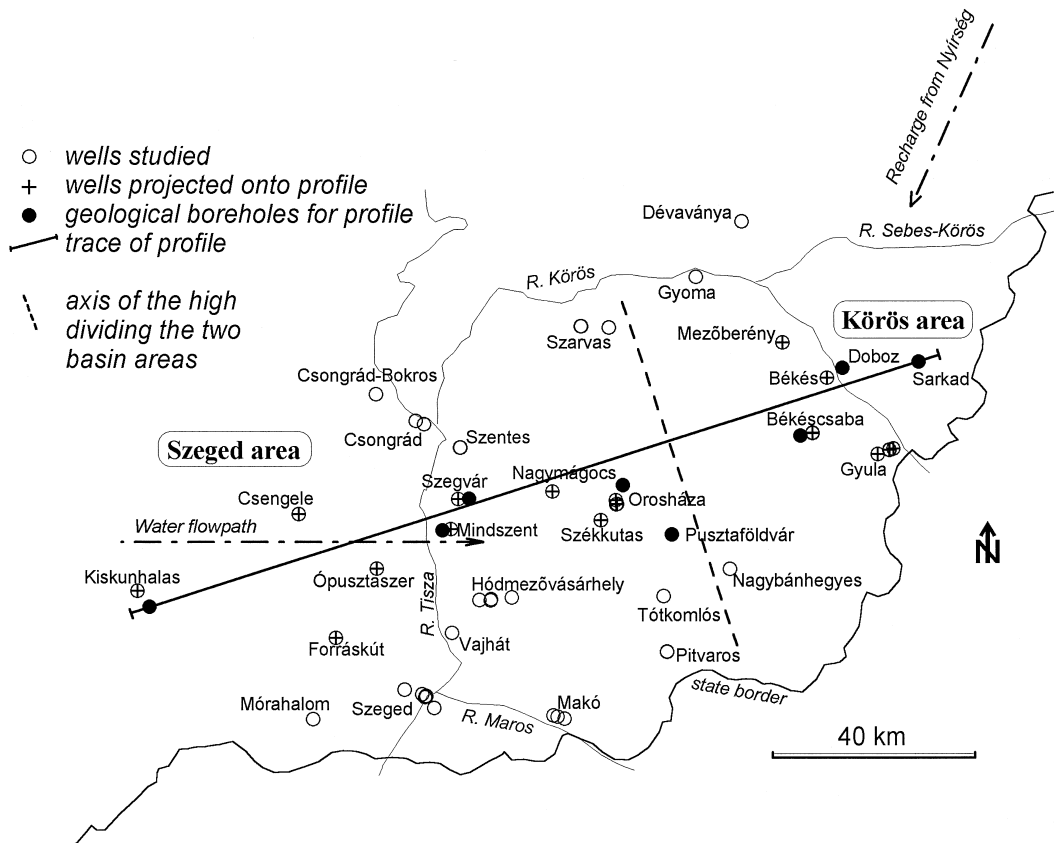 Recharge from Nyírség
wells studied
wells projected onto profile
geological boreholes for profile
trace of profile
axis of the high
dividing the two
basin areas
Dévaványa
R. Sebes-Körös
R. Körös
Gyoma
Körös area
Szarvas
Mezõberény
Doboz
Békés
Sarkad
Csongrád-Bokros
Csongrád
Szentes
Békéscsaba
Szeged area
Gyula
Nagymágocs
Szegvár
Csengele
Orosháza
Székkutas
Water flowpath
Mindszent
Pusztaföldvár
N
Kiskunhalas
Ópusztaszer
Hódmezõvásárhely
Nagybánhegyes
R. Tisza
Tótkomlós
Forráskút
Vajhát
Pitvaros
state border
Mórahalom
Szeged
R. Maros
Makó
40 km